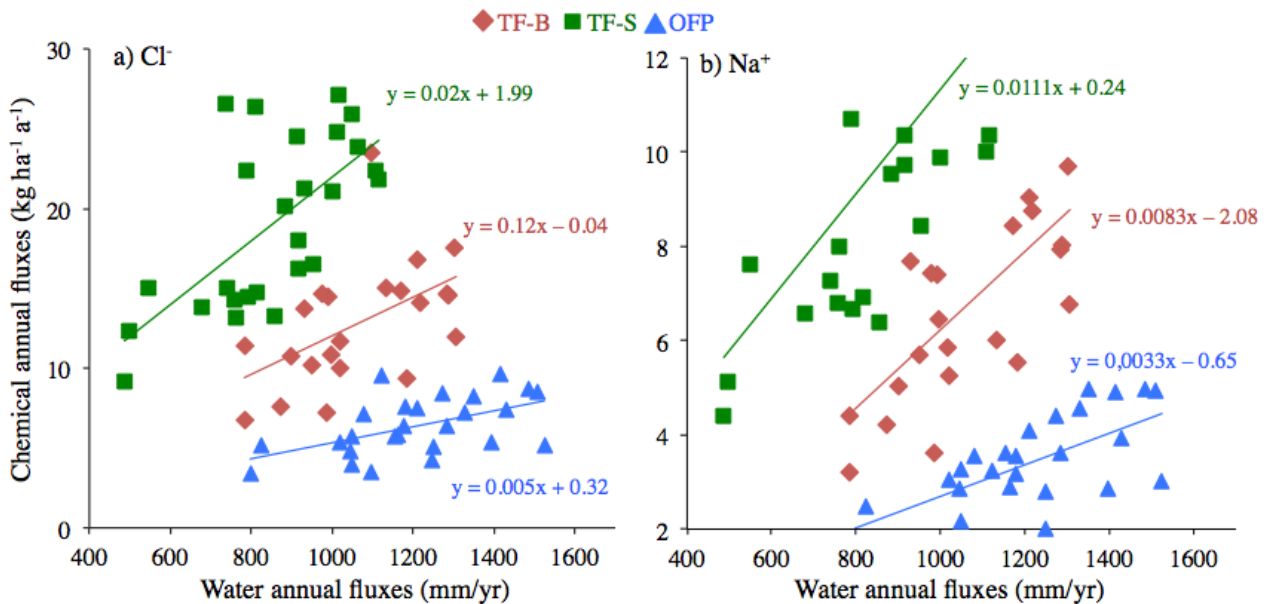 TF-B TF-S OFP
Chemical annual fluxes (kg ha⁻¹ a⁻¹)
a) Cl⁻
30
20
10
0
y = 0.02x + 1.99
y = 0.12x – 0.04
y = 0.005x + 0.32
400 600 800 1000 1200 1400 1600
Water annual fluxes (mm/yr)
b) Na⁺
12
10
8
6
4
2
y = 0.0111x + 0.24
y = 0.0083x – 2.08
y = 0,0033x – 0.65
400 600 800 1000 1200 1400 1600
Water annual fluxes (mm/yr)